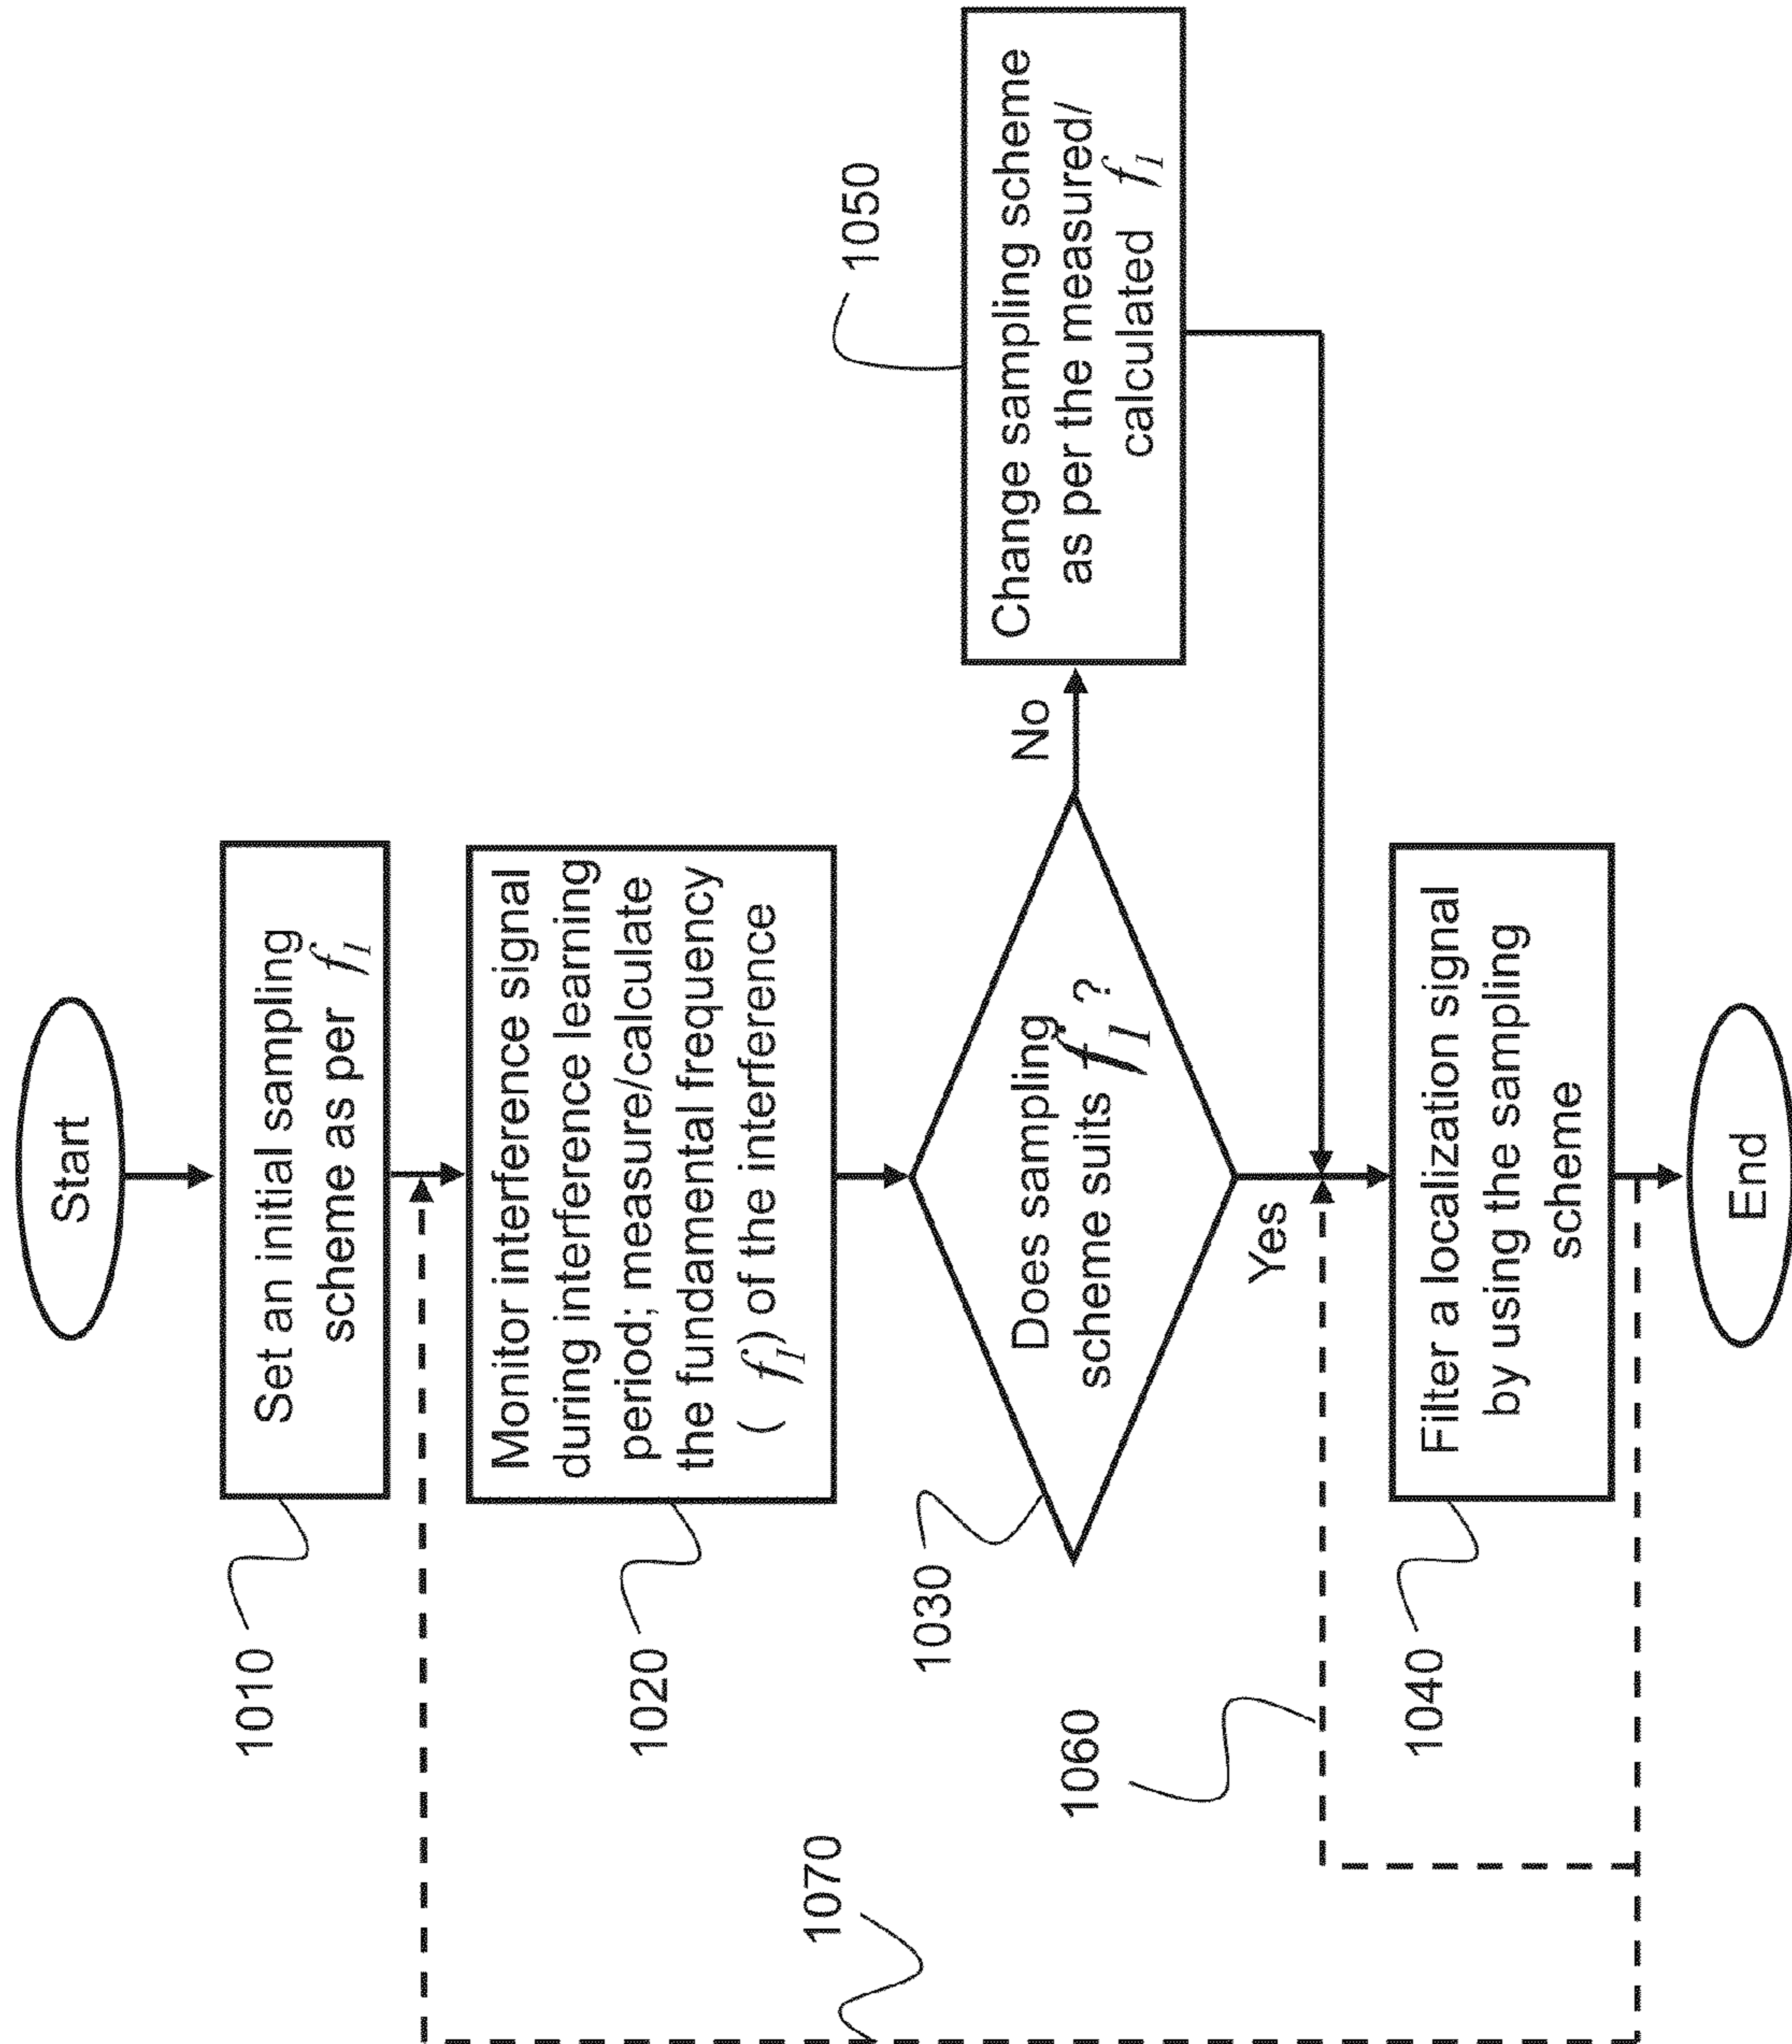 Start
1010
Set an initial sampling
scheme as per f_I
1020
Monitor interference signal
during interference learning
period; measure/calculate
the fundamental frequency
( f_I) of the interference
1030
Does sampling
scheme suits f_I ?
No
1050
Change sampling scheme
as per the measured/
calculated f_I
Yes
1060
1070
1040
Filter a localization signal
by using the sampling
scheme
End